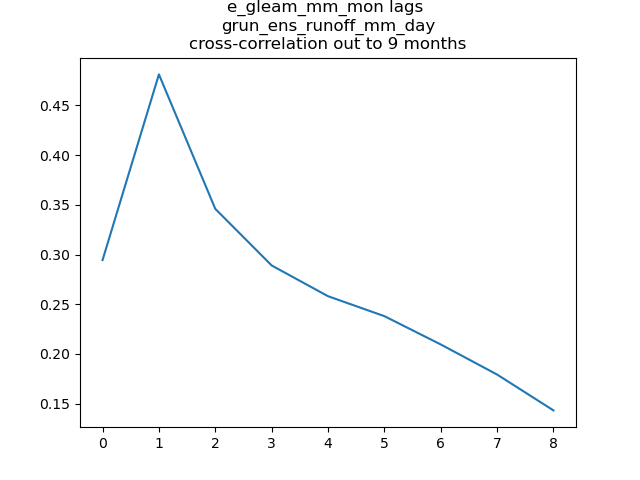 e_gleam_mm_mon lags
grun_ens_runoff_mm_day
cross-correlation out to 9 months
0.45
0.40
0.35
0.30
0.25
0.20
0.15
0 1 2 3 4 5 6 7 8